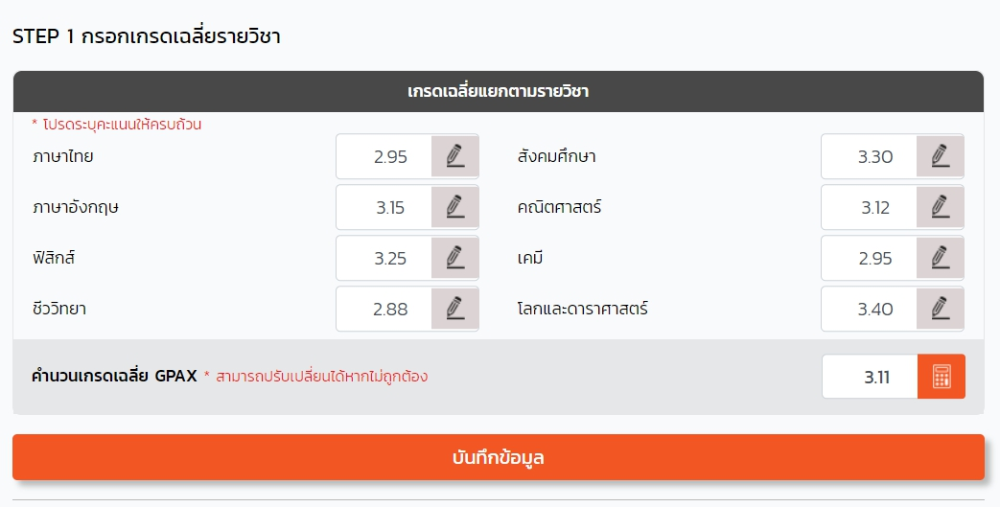 STEP 1 กรอกเกรดเฉลี่ยรายวิชา
เกรดเฉลี่ยแยกตามรายวิชา
* โปรดระบุคะแนนให้ครบถ้วน
ภาษาไทย 2.95 สังคมศึกษา 3.30
ภาษาอังกฤษ 3.15 คณิตศาสตร์ 3.12
ฟิสิกส์ 3.25 เคมี 2.95
ชีววิทยา 2.88 โลกและดาราศาสตร์ 3.40
คำนวนเกรดเฉลี่ย GPAX * สามารถปรับเปลี่ยนได้หากไม่ถูกต้อง 3.11
บันทึกข้อมูล